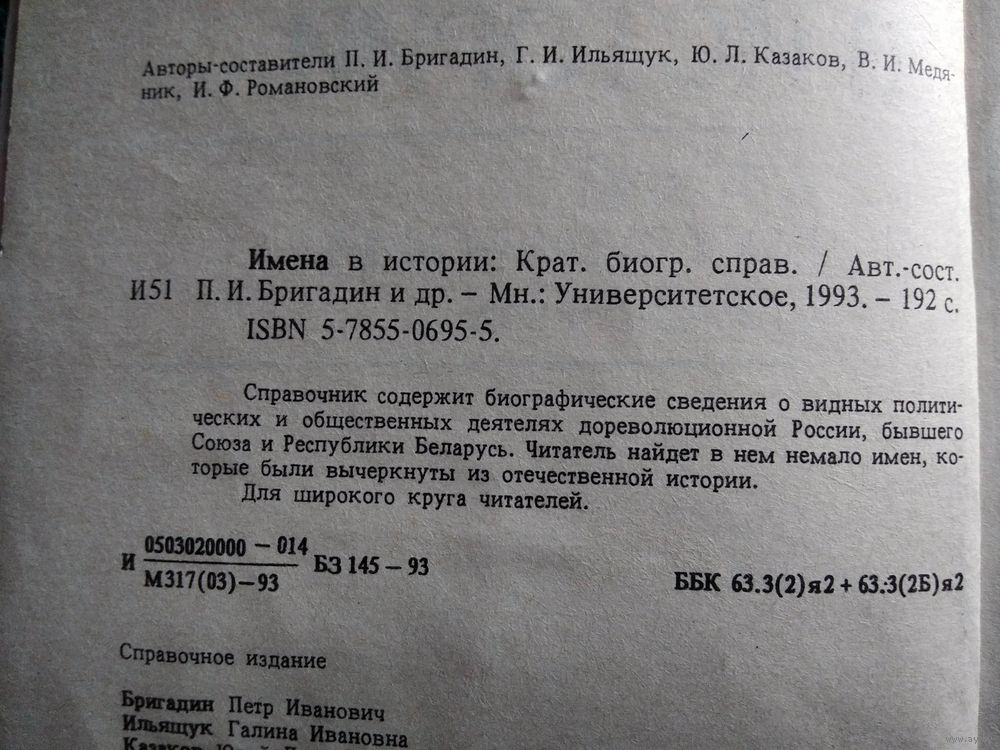 Авторы-составители П. И. Бригадин, Г. И. Ильящук, Ю. Л. Казаков, В. И. Медя-
ник, И. Ф. Романовский
Имена в истории: Крат. биогр. справ. / Авт.-сост.
И51 П. И. Бригадин и др. – Мн.: Университетское, 1993. – 192 с.
ISBN 5-7855-0695-5.
Справочник содержит биографические сведения о видных полити-
ческих и общественных деятелях дореволюционной России, бывшего
Союза и Республики Беларусь. Читатель найдет в нем немало имен, ко-
торые были вычеркнуты из отечественной истории.
Для широкого круга читателей.
0503020000 – 014
И БЗ 145 – 93
М317(03)–93
ББК 63.3(2)я2 + 63.3(2Б)я2
Справочное издание
Бригадин Петр Иванович
Ильящук Галина Ивановна
Казаков